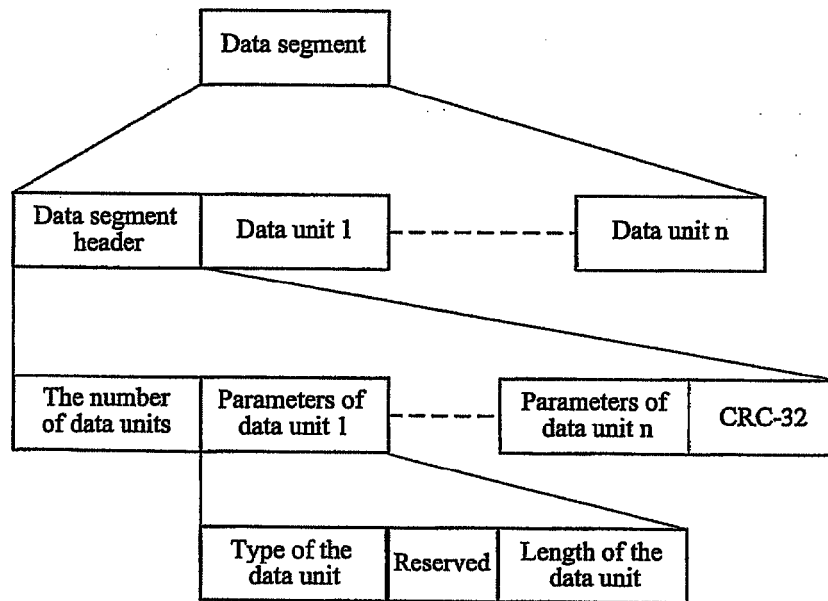 Data segment
Data segment
header
Data unit 1
Data unit n
The number
of data units
Parameters of
data unit 1
Parameters of
data unit n
CRC-32
Type of the
data unit
Reserved
Length of the
data unit